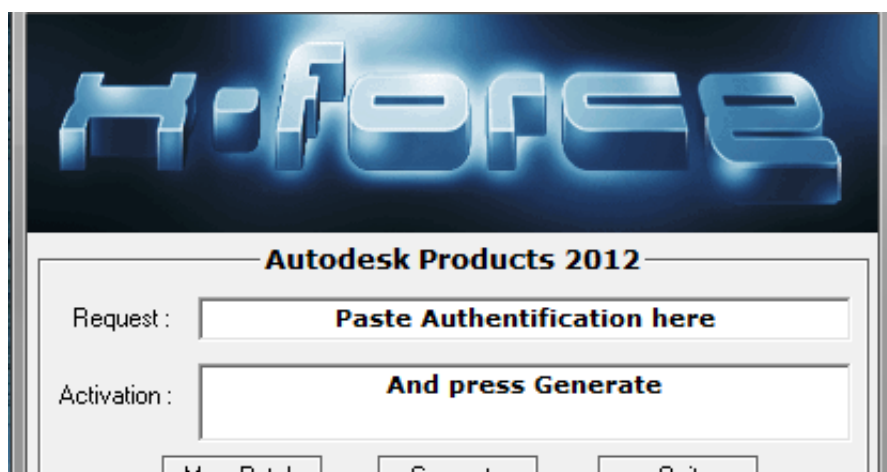 X-FORCE
Autodesk Products 2012
Request :
Paste Authentification here
Activation :
And press Generate